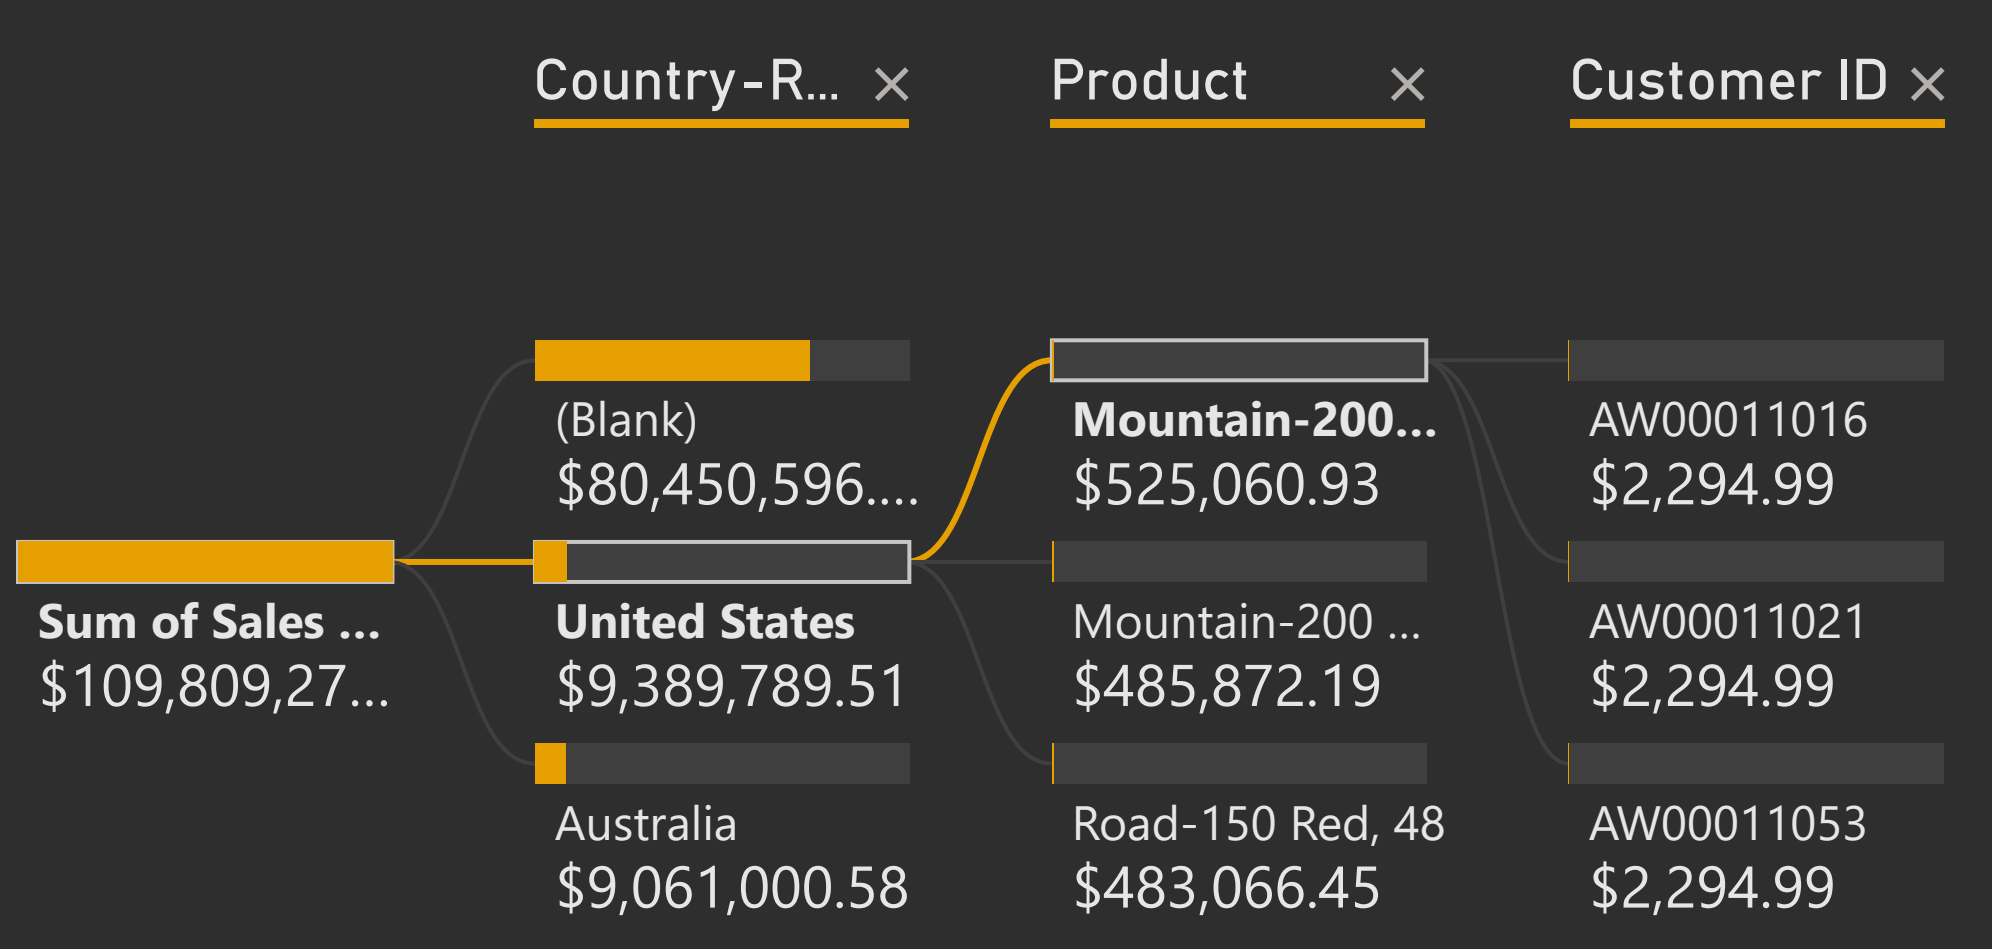 Country-R...
Product
Customer ID
(Blank)
$80,450,596....
Mountain-200...
$525,060.93
AW00011016
$2,294.99
Sum of Sales ...
$109,809,27...
United States
$9,389,789.51
Mountain-200 ...
$485,872.19
AW00011021
$2,294.99
Australia
$9,061,000.58
Road-150 Red, 48
$483,066.45
AW00011053
$2,294.99